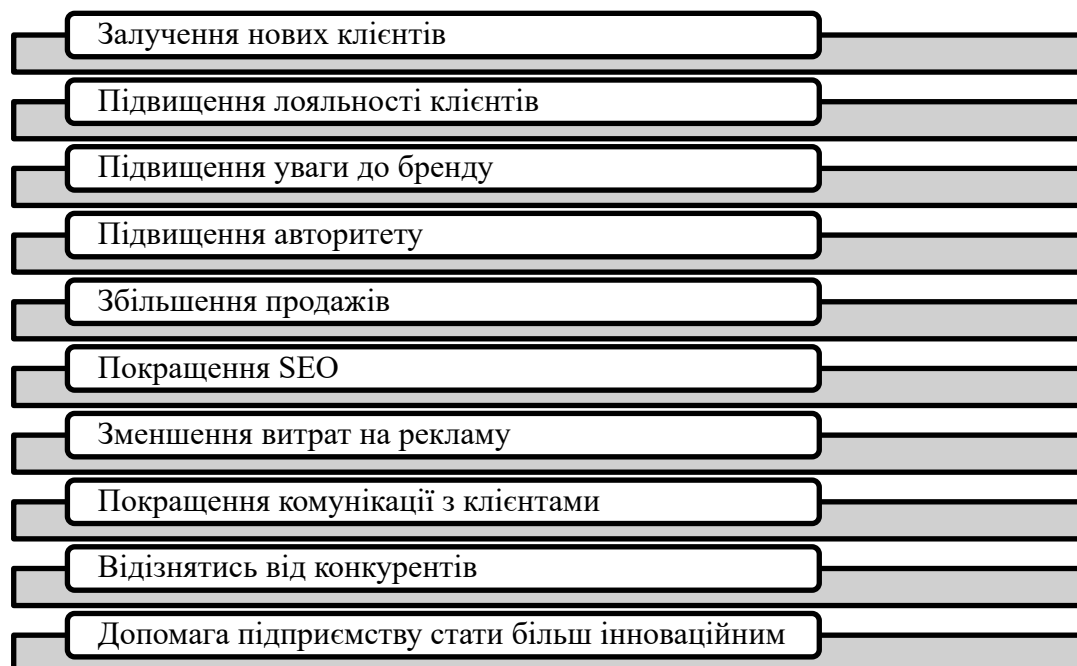 Залучення нових клієнтів
Підвищення лояльності клієнтів
Підвищення уваги до бренду
Підвищення авторитету
Збільшення продажів
Покращення SEO
Зменшення витрат на рекламу
Покращення комунікації з клієнтами
Відізнятись від конкурентів
Допомага підприємству стати більш інноваційним